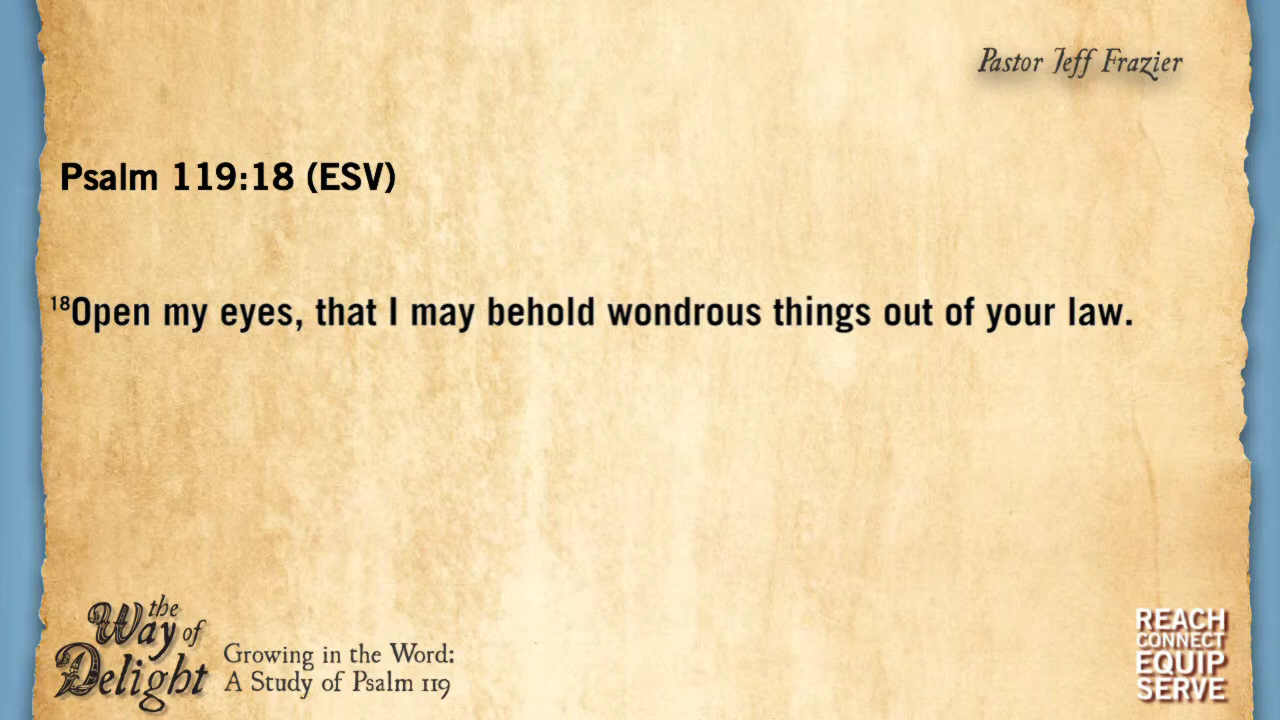 Pastor Jeff Frazier
Psalm 119:18 (ESV)
18Open my eyes, that I may behold wondrous things out of your law.
the
Way of
Delight
Growing in the Word:
A Study of Psalm 119
REACH
CONNECT
EQUIP
SERVE